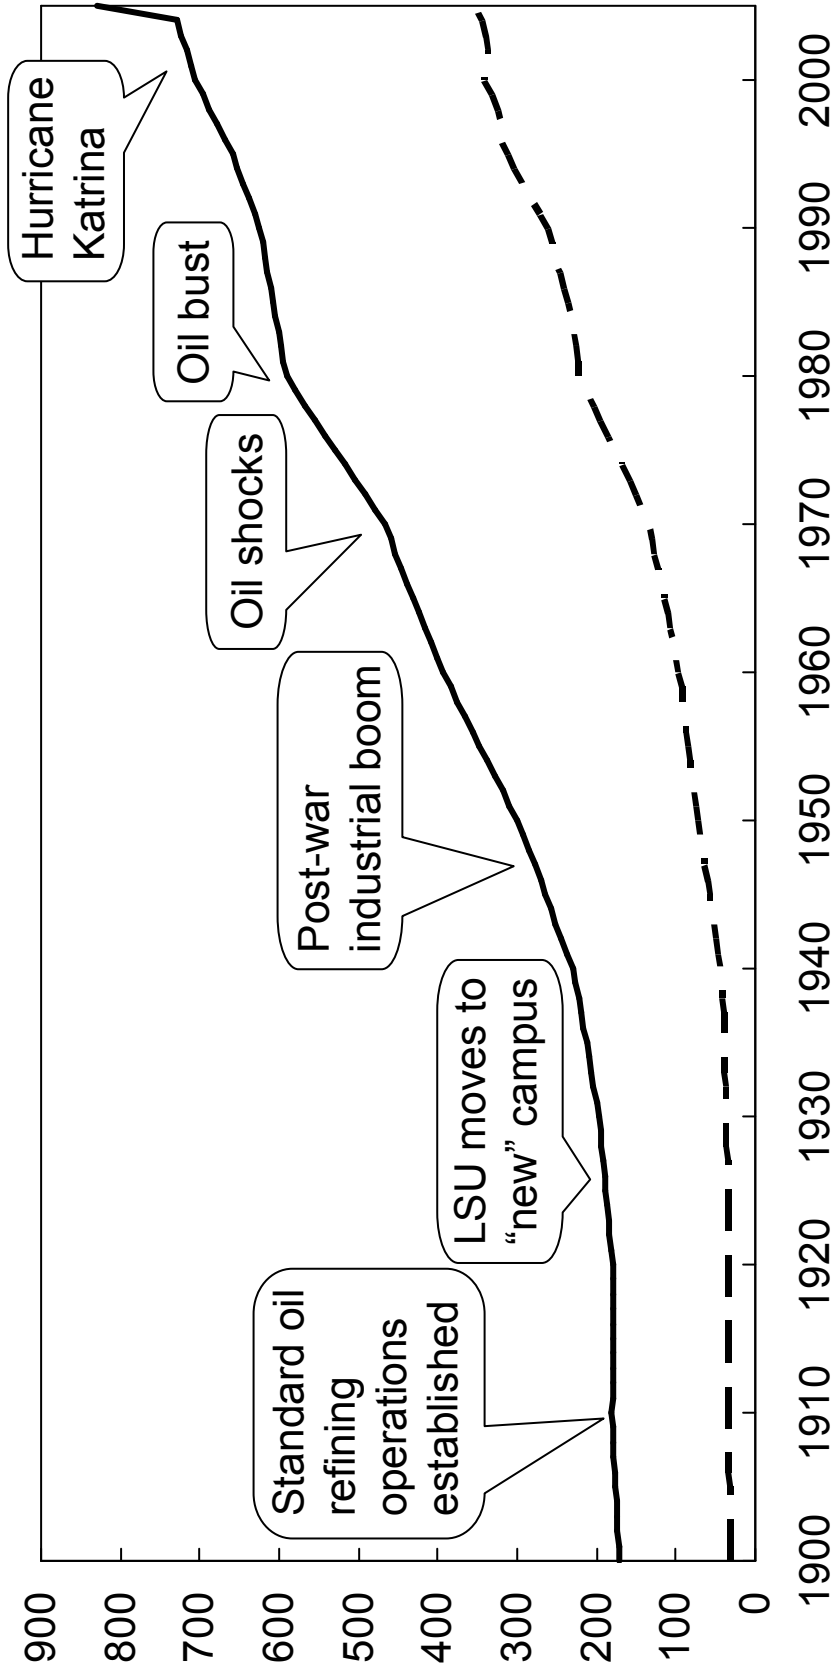 900
800
700
600
500
400
300
200
100
0
Standard oil
refining
operations
established
LSU moves to
“new” campus
Post-war
industrial boom
Oil shocks
Oil bust
Hurricane
Katrina
1900 1910 1920 1930 1940 1950 1960 1970 1980 1990 2000